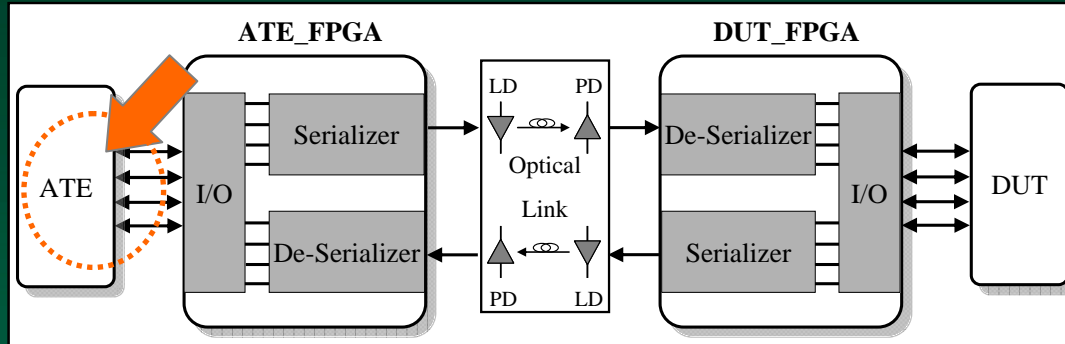 ATE_FPGA
DUT_FPGA
ATE
I/O
Serializer
De-Serializer
LD
PD
Optical
Link
PD
LD
De-Serializer
Serializer
I/O
DUT